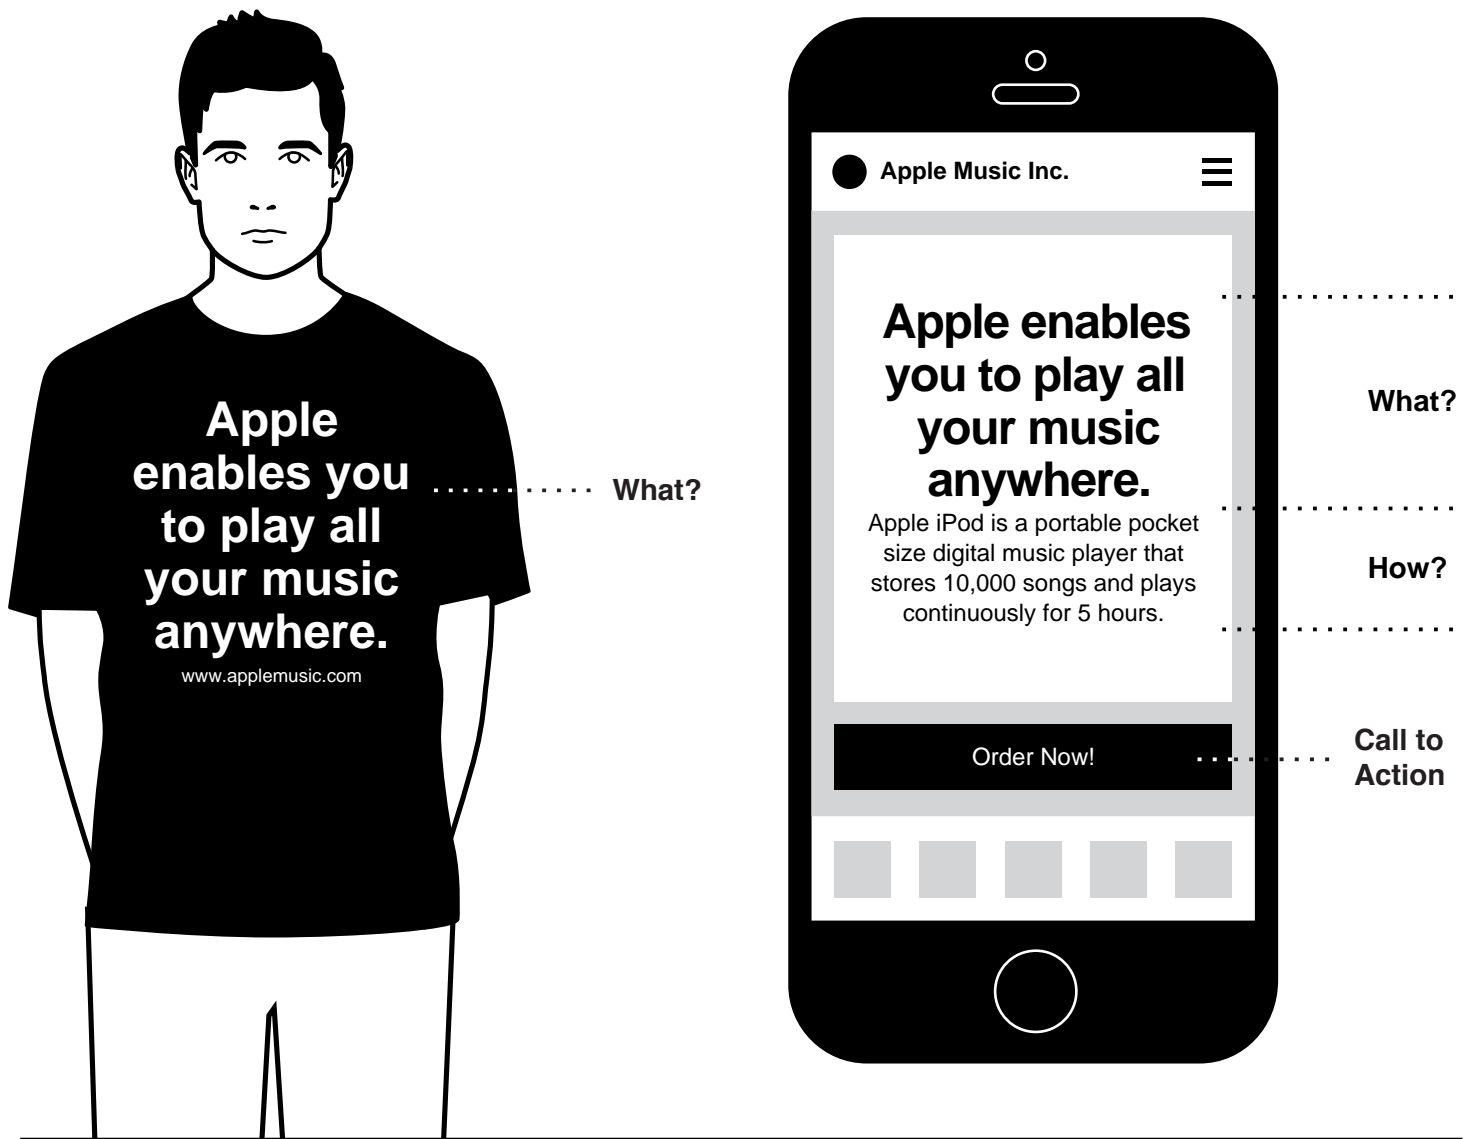 Apple
enables you
to play all
your music
anywhere.
www.applemusic.com
What?
Apple Music Inc.
Apple enables
you to play all
your music
anywhere.
Apple iPod is a portable pocket
size digital music player that
stores 10,000 songs and plays
continuously for 5 hours.
Order Now!
What?
How?
Call to
Action